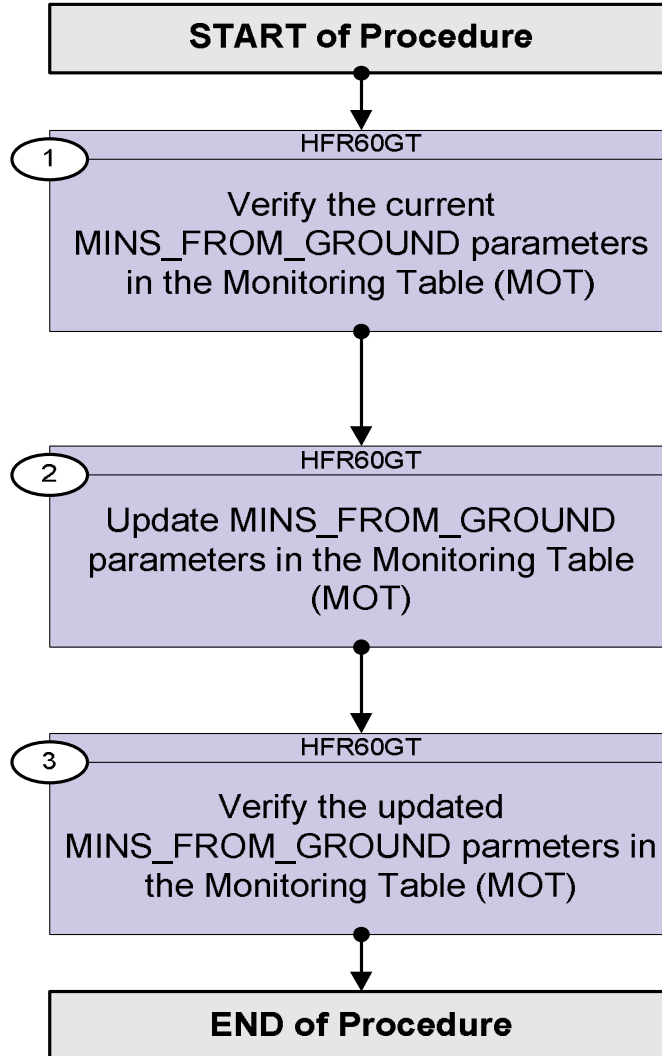 START of Procedure
HFR60GT
1
Verify the current
MINS_FROM_GROUND parameters
in the Monitoring Table (MOT)
HFR60GT
2
Update MINS_FROM_GROUND
parameters in the Monitoring Table
(MOT)
HFR60GT
3
Verify the updated
MINS_FROM_GROUND parmeters in
the Monitoring Table (MOT)
END of Procedure